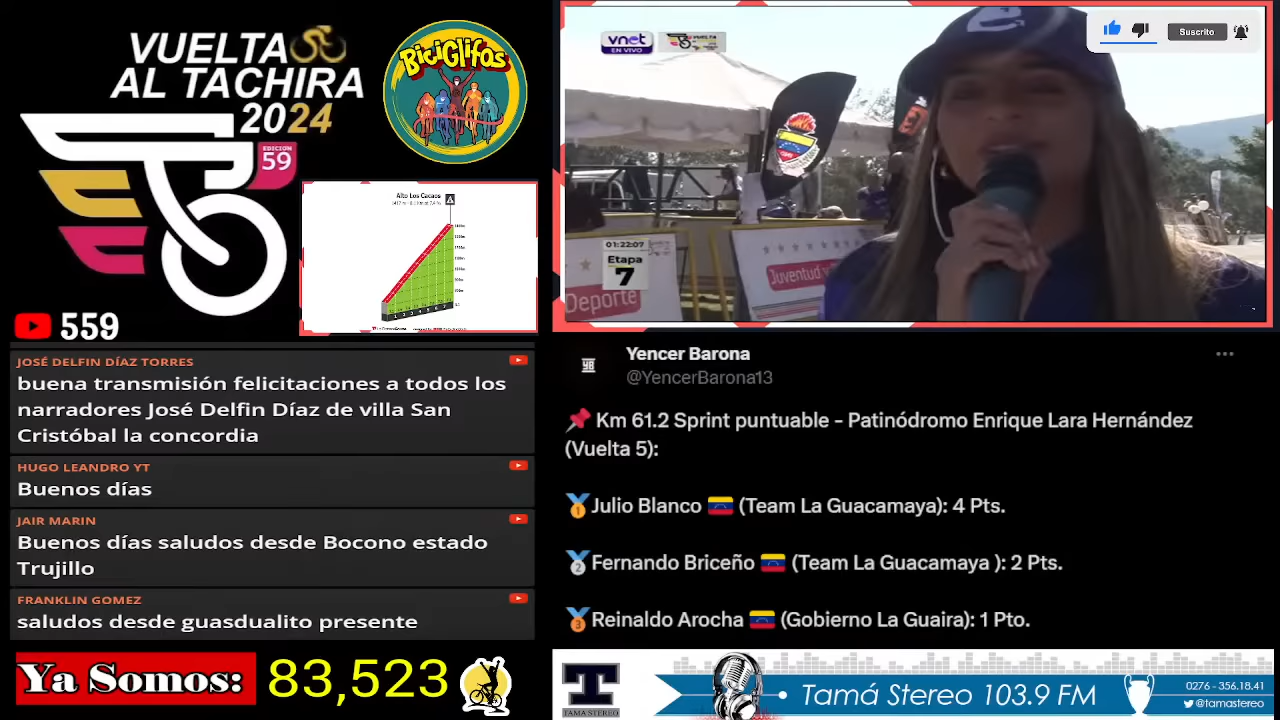 VUELTA
AL TACHIRA
2024
EDICIÓN
59
BICICLIFOS
559
Alto Los Cacaos
JOSÉ DELFIN DÍAZ TORRES
buena transmisión felicitaciones a todos los
narradores José Delfin Díaz de villa San
Cristóbal la concordia
HUGO LEANDRO YT
Buenos días
JAIR MARIN
Buenos días saludos desde Bocono estado
Trujillo
FRANKLIN GOMEZ
saludos desde guasdualito presente
Ya Somos: 83,523
vnet
EN VIVO
VUELTA
Suscrito
01:22:07
Etapa
7
Deporte
Juventud y
Yencer Barona
@YencerBarona13
📌 Km 61.2 Sprint puntuable - Patinódromo Enrique Lara Hernández
(Vuelta 5):
🥇Julio Blanco 🇻🇪 (Team La Guacamaya): 4 Pts.
🥈Fernando Briceño 🇻🇪 (Team La Guacamaya ): 2 Pts.
🥉Reinaldo Arocha 🇻🇪 (Gobierno La Guaira): 1 Pto.
T
TAMA STEREO
Tamá Stereo 103.9 FM
0276 - 356.18.41
@tamastereo